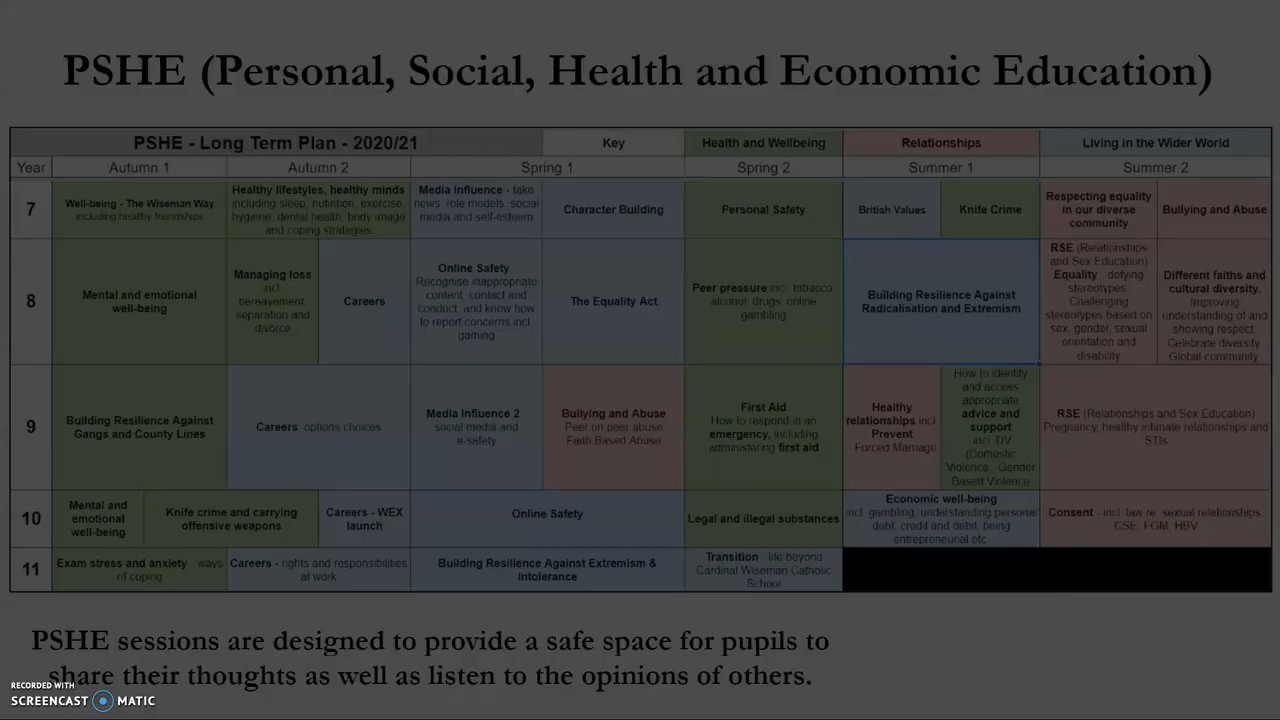 PSHE (Personal, Social, Health and Economic Education)
PSHE - Long Term Plan - 2020/21
Key
Health and Wellbeing
Relationships
Living in the Wider World
Year
Autumn 1
Autumn 2
Spring 1
Spring 2
Summer 1
Summer 2
7
Well-being - The Wiseman Way
including healthy friendships
Healthy lifestyles, healthy minds
including sleep, nutrition, exercise,
hygiene, dental health, body image
and coping strategies
Media Influence - fake
news, role models, social
media and self-esteem
Character Building
Personal Safety
British Values
Knife Crime
Respecting equality
in our diverse
community
Bullying and Abuse
8
Mental and emotional
well-being
Managing loss
incl
bereavement,
separation and
divorce
Careers
Online Safety
Recognise inappropriate
content, contact and
conduct, and know how
to report concerns incl
gaming
The Equality Act
Peer pressure incl. tobacco
alcohol, drugs, online
gambling
Building Resilience Against
Radicalisation and Extremism
RSE (Relationships
and Sex Education)
Equality - defying
stereotypes
Challenging
stereotypes based on
sex, gender, sexual
orientation and
disability
Different faiths and
cultural diversity.
Improving
understanding of and
showing respect
Celebrate diversity
Global community
9
Building Resilience Against
Gangs and County Lines
Careers options choices
Media Influence 2
social media and
e-safety
Bullying and Abuse
Peer on peer abuse
Faith Based Abuse
First Aid
How to respond in an
emergency, including
administering first aid
Healthy
relationships incl
Prevent
Forced Marriage
How to identify
and access
appropriate
advice and
support
incl. DV
(Domestic
Violence, Gender
Based Violence
RSE (Relationships and Sex Education)
Pregnancy, healthy intimate relationships and
STIs
10
Mental and
emotional
well-being
Knife crime and carrying
offensive weapons
Careers - WEX
launch
Online Safety
Legal and illegal substances
Economic well-being
incl. gambling, understanding personal
debt, credit and debit, being
entrepreneurial etc
Consent - incl. law re. sexual relationships,
CSE, FGM, HBV
11
Exam stress and anxiety - ways
of coping
Careers - rights and responsibilities
at work
Building Resilience Against Extremism &
Intolerance
Transition - life beyond
Cardinal Wiseman Catholic
School
PSHE sessions are designed to provide a safe space for pupils to
share their thoughts as well as listen to the opinions of others.
RECORDED WITH
SCREENCAST MATIC